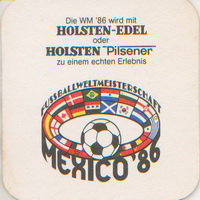 Die WM '86 wird mit
HOLSTEN-EDEL
oder
HOLSTEN Pilsener
zu einem echten Erlebnis
FUSSBALLWELTMEISTERSCHAFT
MEXICO '86